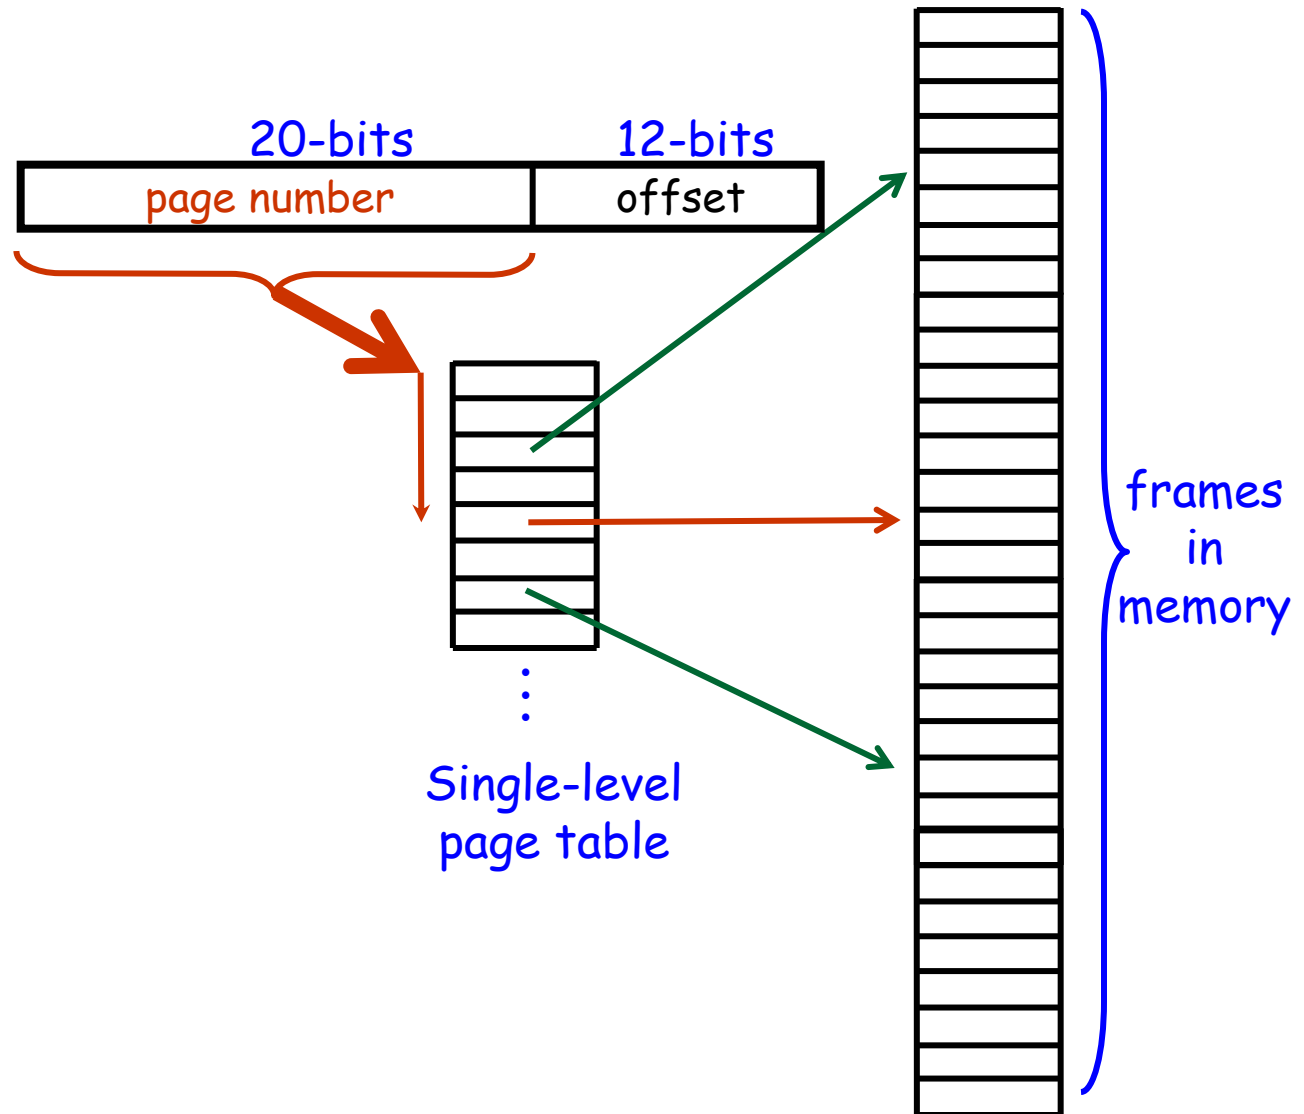 20-bits
12-bits
page number
offset
frames
in
memory
Single-level
page table